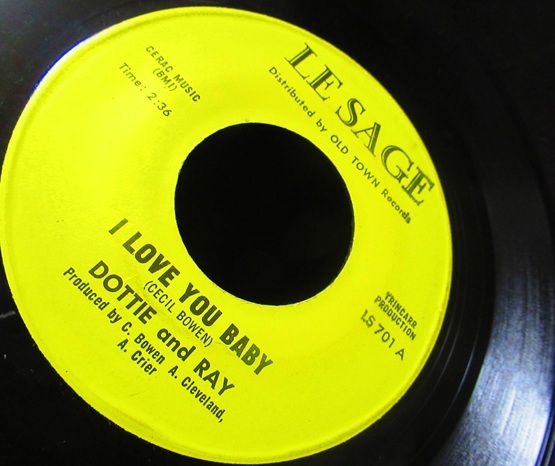 LE SAGE
Distributed by OLD TOWN Records
CERAC MUSIC
(BMI)
Time: 2:36
TRINCARR
PRODUCTION
LS 701 A
I LOVE YOU BABY
(CECIL BOWEN)
DOTTIE and RAY
Produced by C. Bowen A. Cleveland,
A. Crier